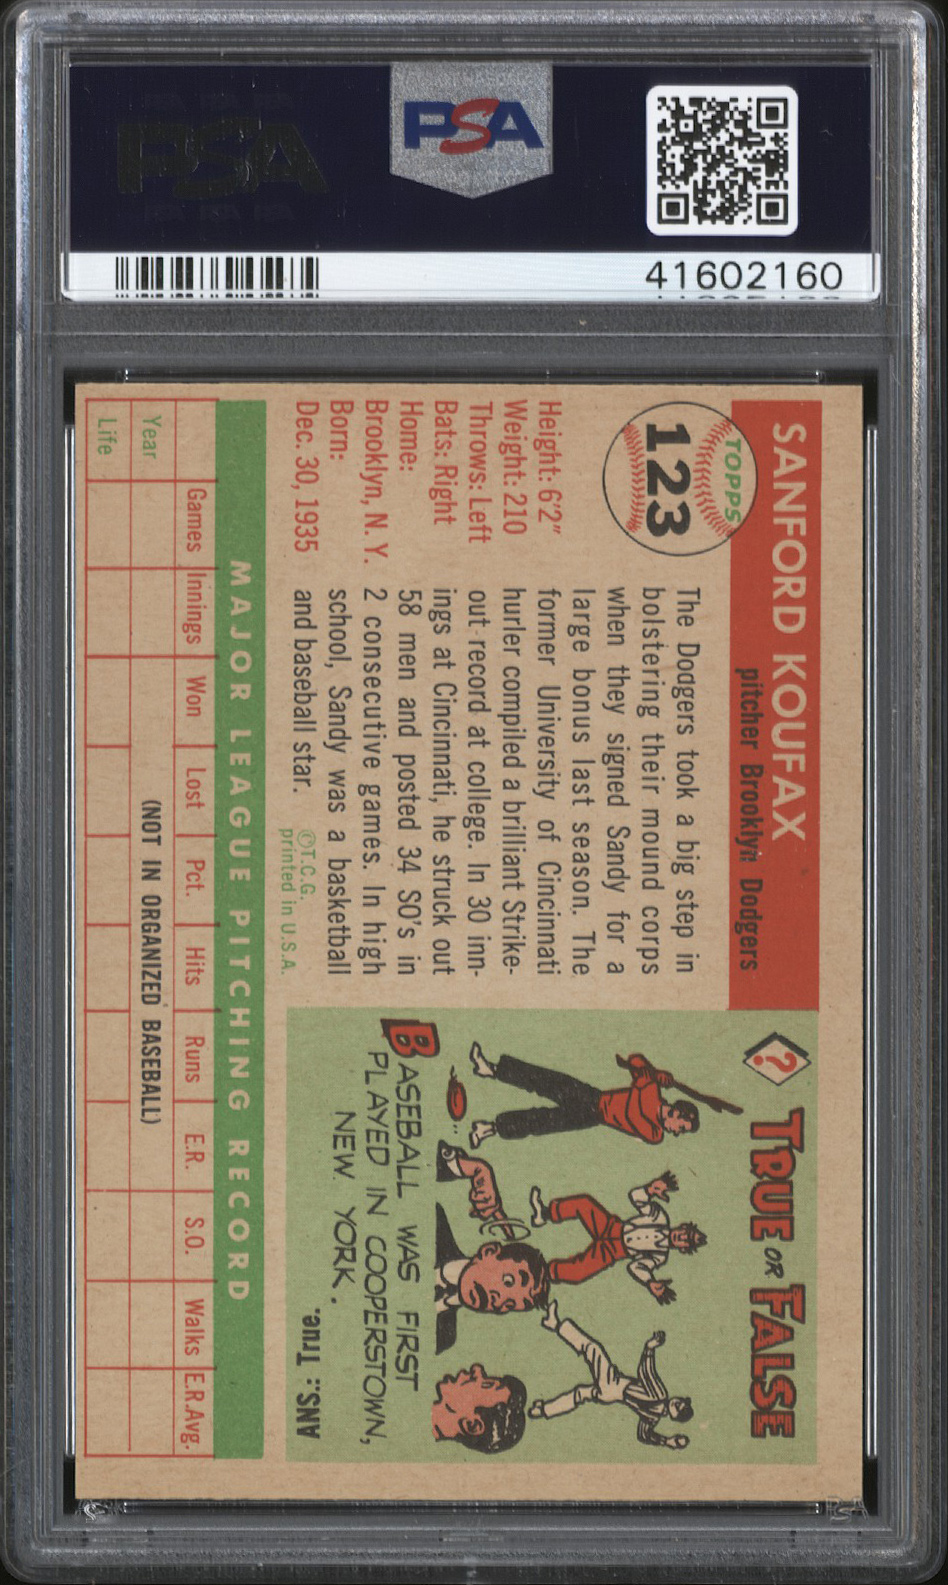 PSA
PSA
41602160
SANFORD KOUFAX
pitcher Brooklyn Dodgers
TOPPS
123
Height: 6'2"
Weight: 210
Throws: Left
Bats: Right
Home:
Brooklyn, N. Y.
Born:
Dec. 30, 1935
The Dodgers took a big step in
bolstering their mound corps
when they signed Sandy for a
large bonus last season. The
former University of Cincinnati
hurler compiled a brilliant Strike-
out record at college. In 30 inn-
ings at Cincinnati, he struck out
58 men and posted 34 SO's in
2 consecutive games. In high
school, Sandy was a basketball
and baseball star.
©T.C.G.
printed in U.S.A.
?
TRUE OR FALSE
BASEBALL WAS FIRST
PLAYED IN COOPERSTOWN,
NEW YORK.
ANS.: True.
MAJOR LEAGUE PITCHING RECORD
Games Innings Won Lost Pct. Hits Runs E.R. S.O. Walks E.R.Avg.
Year (NOT IN ORGANIZED BASEBALL)
Life